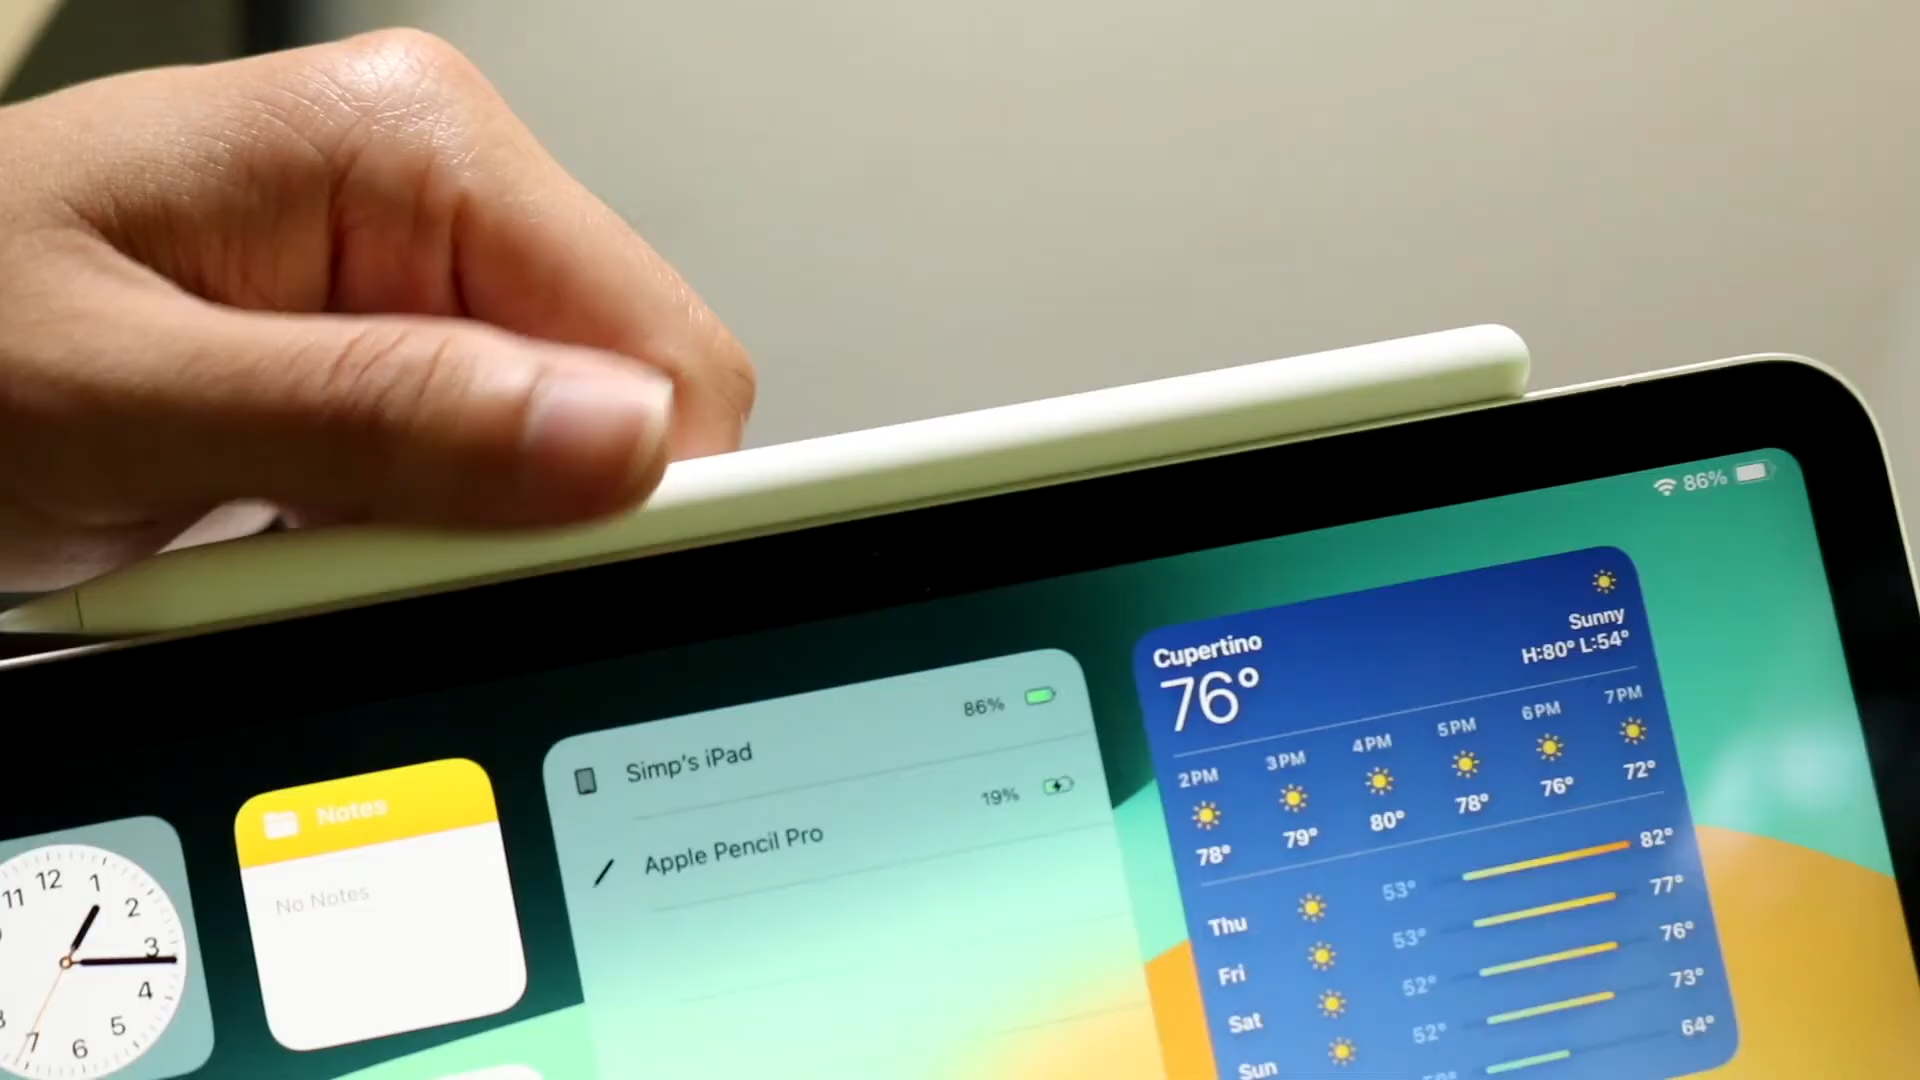 86%
Cupertino
76°
Sunny
H:80° L:54°
2PM 3PM 4PM 5PM 6PM 7PM
78° 79° 80° 78° 76° 72°
Thu 53° 82°
Fri 53° 77°
Sat 52° 76°
Sun 52° 73°
64°
Simp's iPad 86%
Apple Pencil Pro 19%
Notes
No Notes
11 12 1 2 3 4 5 6 7